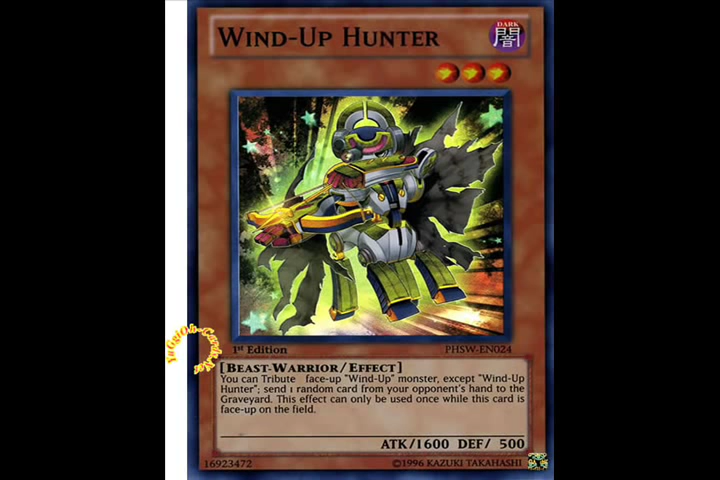 WIND-UP HUNTER
DARK
闇
1st Edition
PHSW-EN024
[BEAST-WARRIOR/EFFECT]
You can Tribute face-up "Wind-Up" monster, except "Wind-Up
Hunter"; send 1 random card from your opponent's hand to the
Graveyard. This effect can only be used once while this card is
face-up on the field.
ATK/1600 DEF/ 500
16923472
©1996 KAZUKI TAKAHASHI